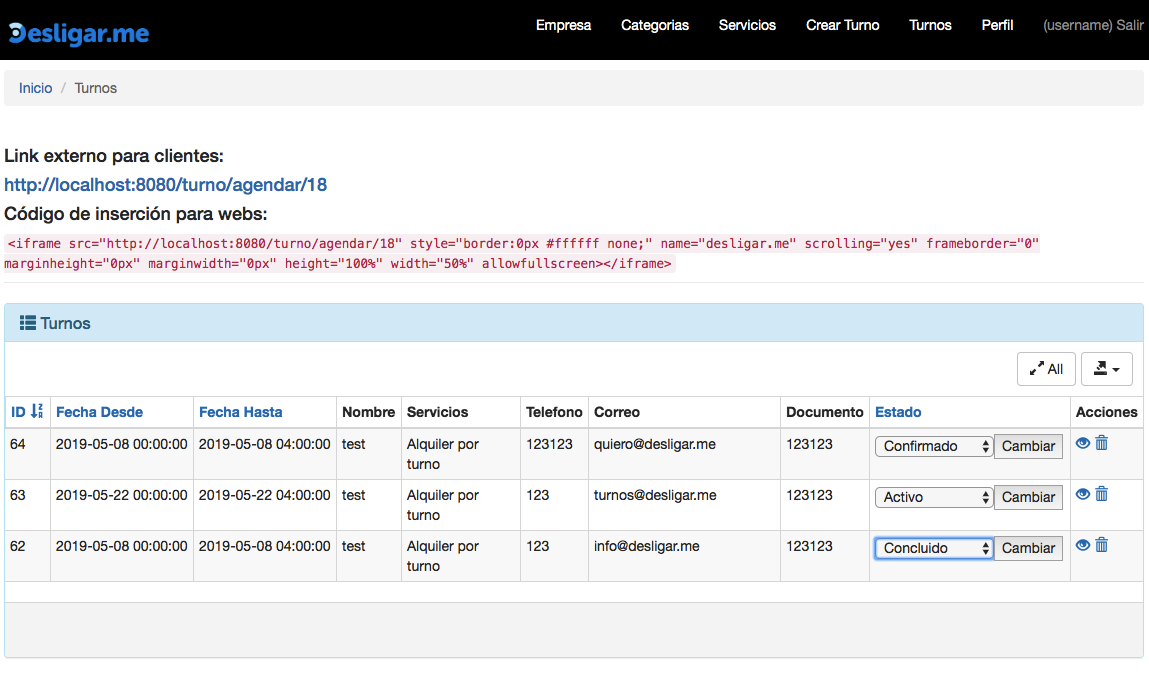 Desligar.me
Empresa Categorias Servicios Crear Turno Turnos Perfil (username) Salir
Inicio / Turnos
Link externo para clientes:
http://localhost:8080/turno/agendar/18
Código de inserción para webs:
<iframe src="http://localhost:8080/turno/agendar/18" style="border:0px #ffffff none;" name="desligar.me" scrolling="yes" frameborder="0"
marginheight="0px" marginwidth="0px" height="100%" width="50%" allowfullscreen></iframe>
Turnos
All
ID Fecha Desde Fecha Hasta Nombre Servicios Telefono Correo Documento Estado Acciones
64 2019-05-08 00:00:00 2019-05-08 04:00:00 test Alquiler por 123123 quiero@desligar.me 123123 Confirmado Cambiar
turno
63 2019-05-22 00:00:00 2019-05-22 04:00:00 test Alquiler por 123 turnos@desligar.me 123123 Activo Cambiar
turno
62 2019-05-08 00:00:00 2019-05-08 04:00:00 test Alquiler por 123 info@desligar.me 123123 Concluido Cambiar
turno